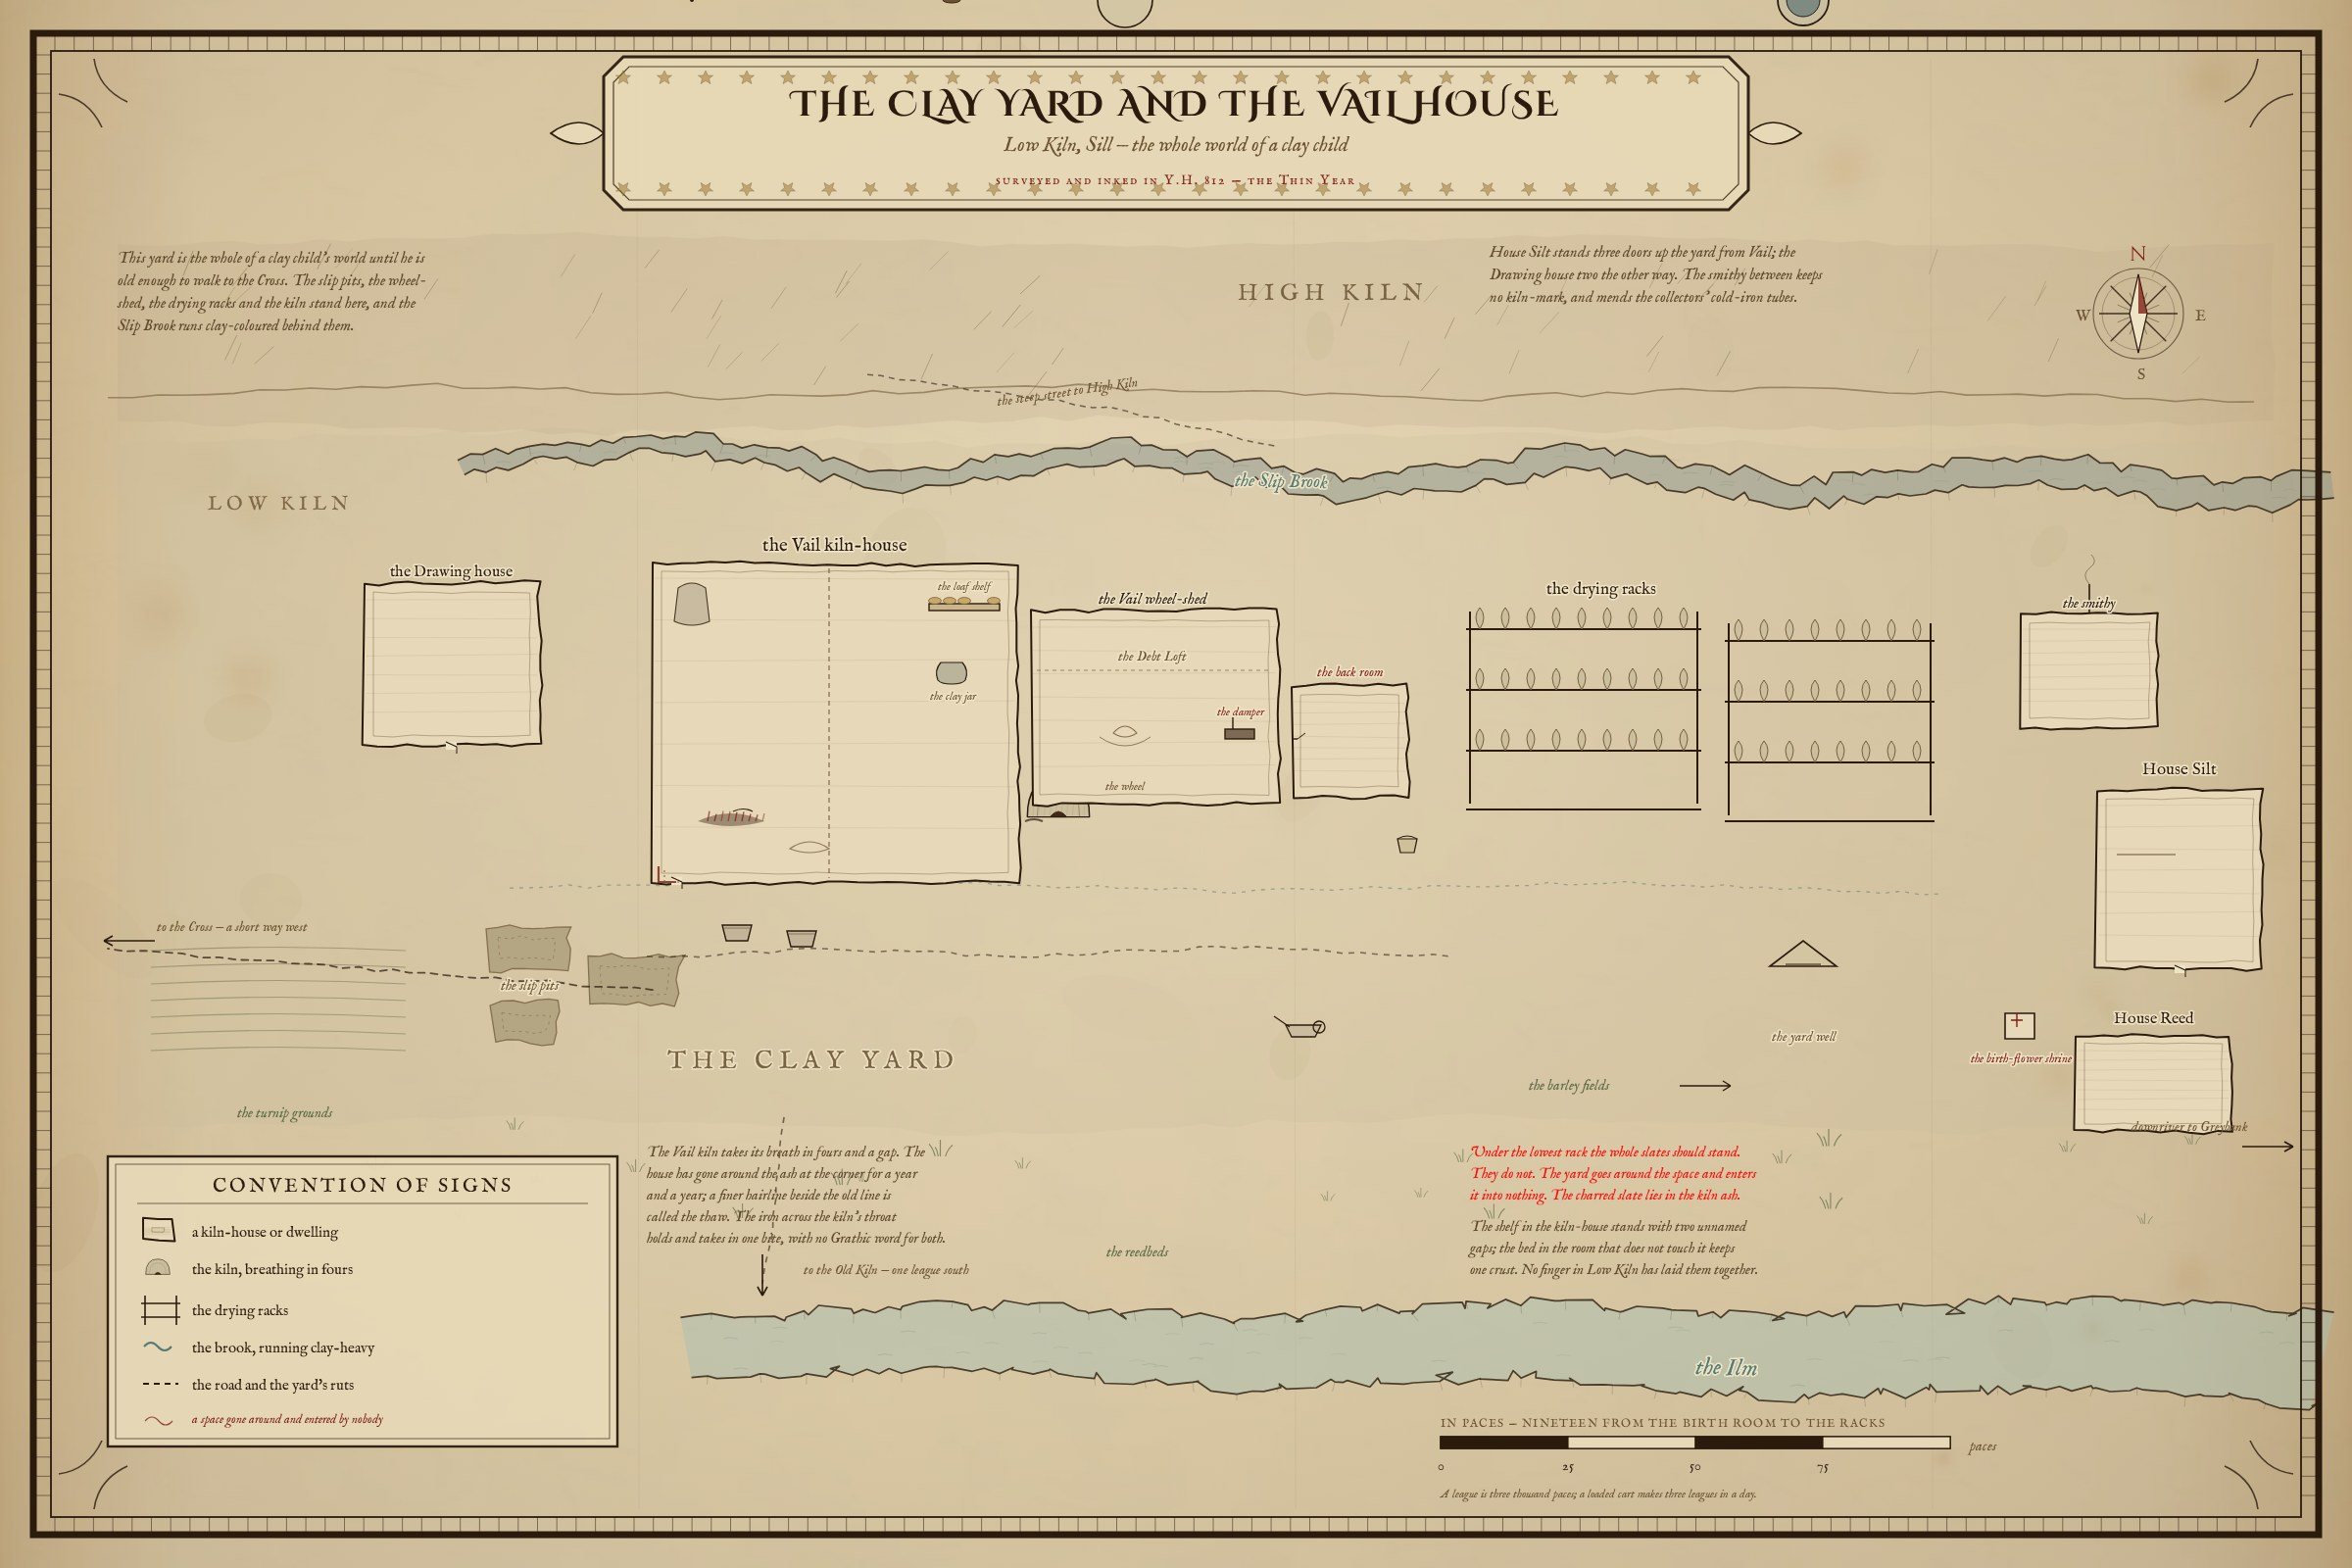 THE CLAY YARD AND THE VAIL HOUSE
Low Kiln, Sill – the whole world of a clay child
surveyed and inked in Y.H. 812 – the Thin Year
This yard is the whole of a clay child's world until he is
old enough to walk to the Cross. The slip pits, the wheel-
shed, the drying racks and the kiln stand here, and the
Slip Brook runs clay-coloured behind them.
HIGH KILN
House Silt stands three doors up the yard from Vail; the
Drawing house two the other way. The smithy between keeps
no kiln-mark, and mends the collectors' cold-iron tubes.
N
W
E
S
the steep street to High Kiln
the Slip Brook
LOW KILN
the Drawing house
the Vail kiln-house
the loaf shelf
the clay jar
the Vail wheel-shed
the Debt Loft
the damper
the wheel
the back room
the drying racks
the smithy
House Silt
to the Cross – a short way west
the slip pits
THE CLAY YARD
the yard well
the barley fields
the birth-flower shrine
House Reed
downriver to Greybank
the turnip grounds
The Vail kiln takes its breath in fours and a gap. The
house has gone around the ash at the corner for a year
and a year; a finer hairline beside the old line is
called the thaw. The iron across the kiln's throat
holds and takes in one bite, with no Grathic word for both.
to the Old Kiln – one league south
the reedbeds
Under the lowest rack the whole slates should stand.
They do not. The yard goes around the space and enters
it into nothing. The charred slate lies in the kiln ash.
The shelf in the kiln-house stands with two unnamed
gaps; the bed in the room that does not touch it keeps
one crust. No finger in Low Kiln has laid them together.
CONVENTION OF SIGNS
a kiln-house or dwelling
the kiln, breathing in fours
the drying racks
the brook, running clay-heavy
the road and the yard's ruts
a space gone around and entered by nobody
the Ilm
IN PACES – NINETEEN FROM THE BIRTH ROOM TO THE RACKS
paces
0 25 50 75
A league is three thousand paces; a loaded cart makes three leagues in a day.